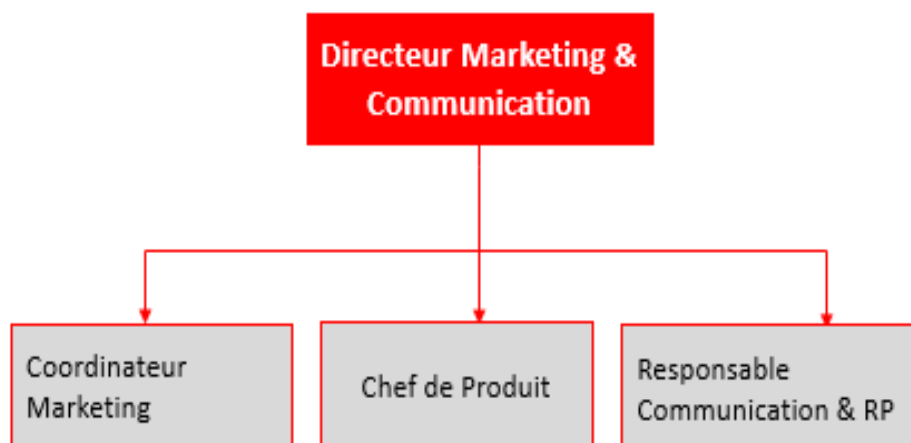 Directeur Marketing &
Communication
Coordinateur
Marketing
Chef de Produit
Responsable
Communication & RP